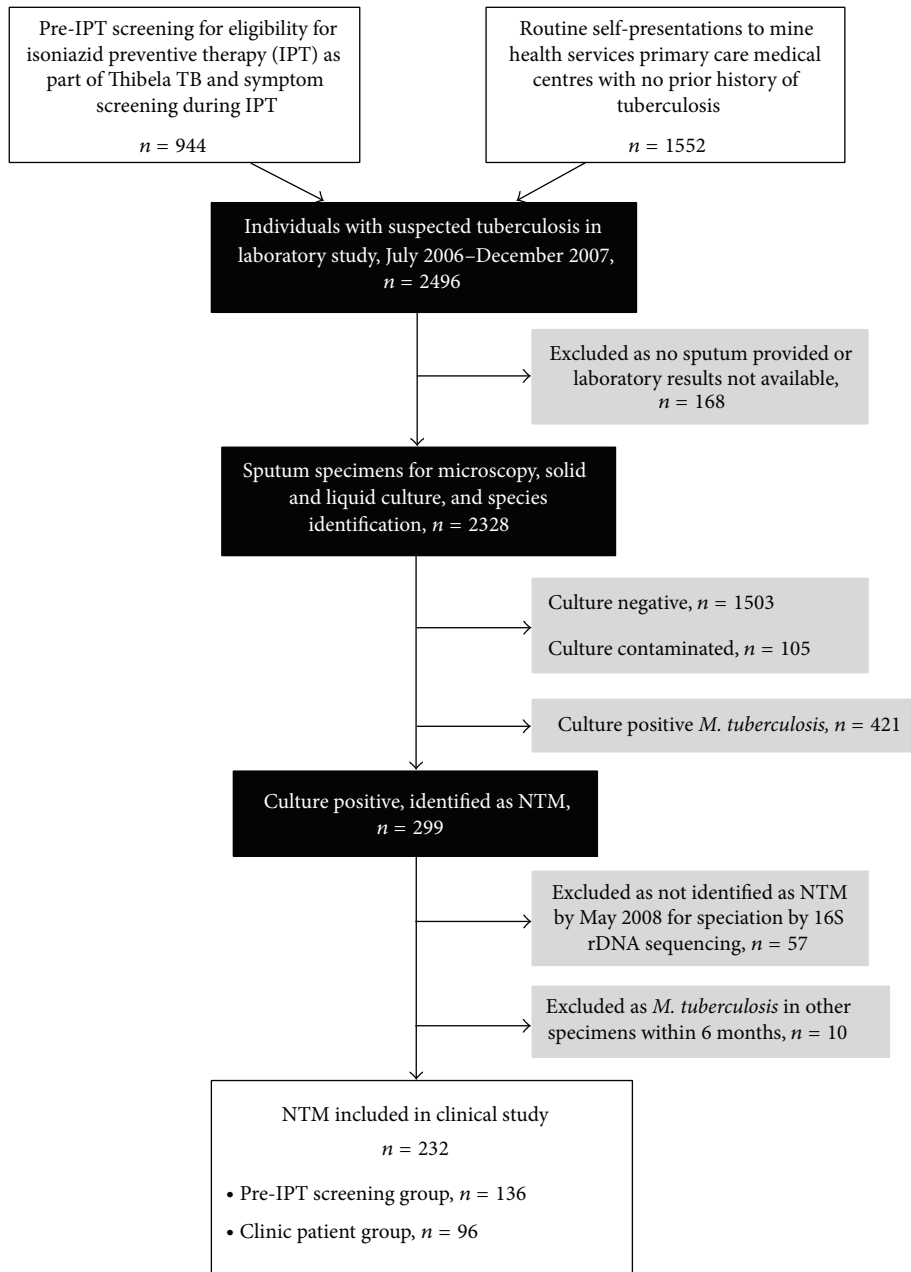 Pre-IPT screening for eligibility for
isoniazid preventive therapy (IPT) as
part of Thibela TB and symptom
screening during IPT
n = 944
Routine self-presentations to mine
health services primary care medical
centres with no prior history of
tuberculosis
n = 1552
Individuals with suspected tuberculosis in
laboratory study, July 2006–December 2007,
n = 2496
Excluded as no sputum provided or
laboratory results not available,
n = 168
Sputum specimens for microscopy, solid
and liquid culture, and species
identification, n = 2328
Culture negative, n = 1503
Culture contaminated, n = 105
Culture positive M. tuberculosis, n = 421
Culture positive, identified as NTM,
n = 299
Excluded as not identified as NTM
by May 2008 for speciation by 16S
rDNA sequencing, n = 57
Excluded as M. tuberculosis in other
specimens within 6 months, n = 10
NTM included in clinical study
n = 232
• Pre-IPT screening group, n = 136
• Clinic patient group, n = 96